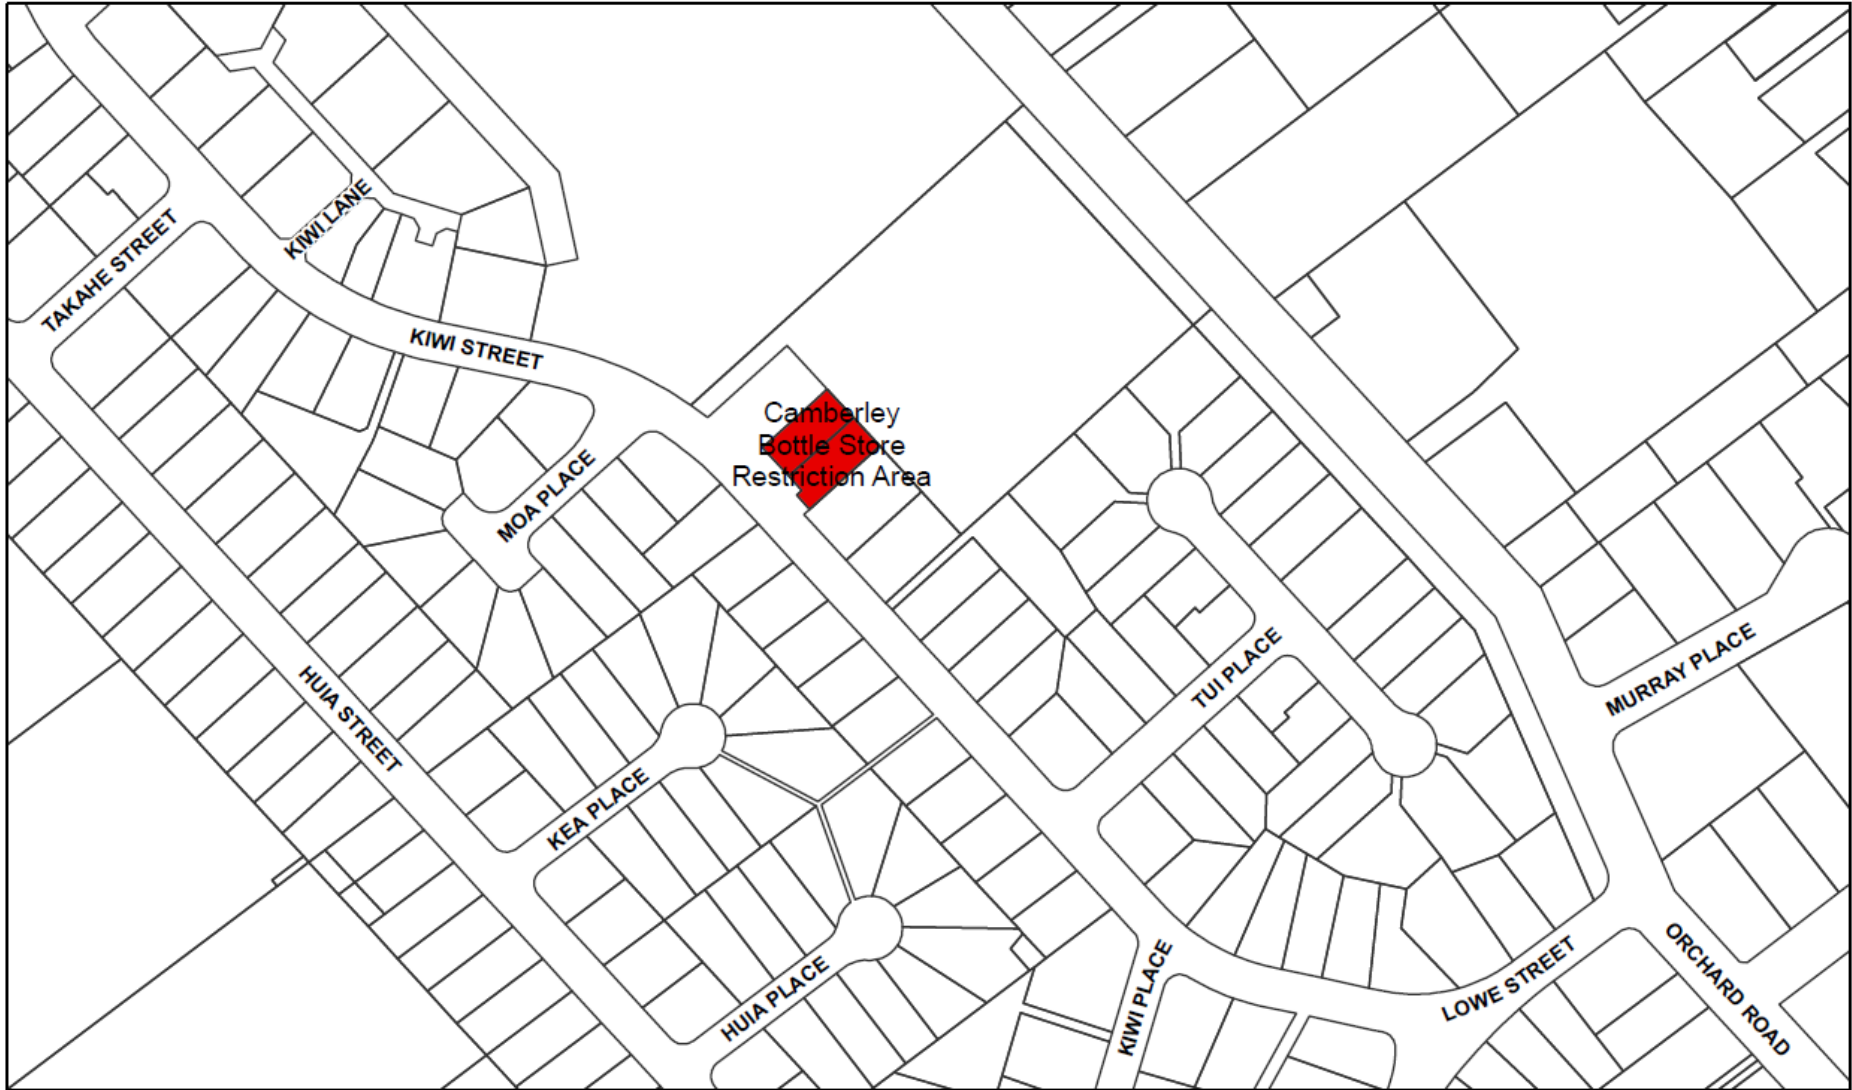 KIWI LANE
TAKAHE STREET
KIWI STREET
Camberley
Bottle Store
Restriction Area
MOA PLACE
HUIA STREET
TUI PLACE
MURRAY PLACE
KEA PLACE
HUIA PLACE
KIWI PLACE
LOWE STREET
ORCHARD ROAD